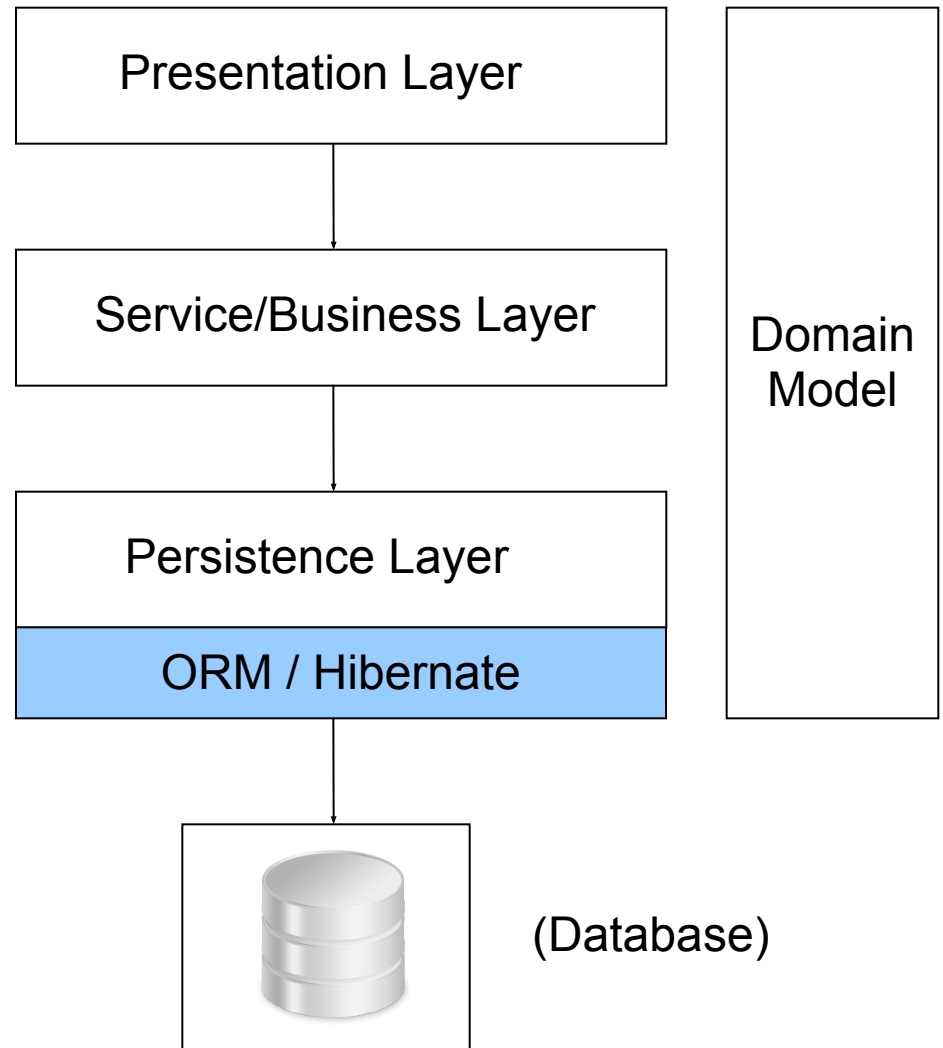 Presentation Layer
Service/Business Layer
Domain
Model
Persistence Layer
ORM / Hibernate
(Database)